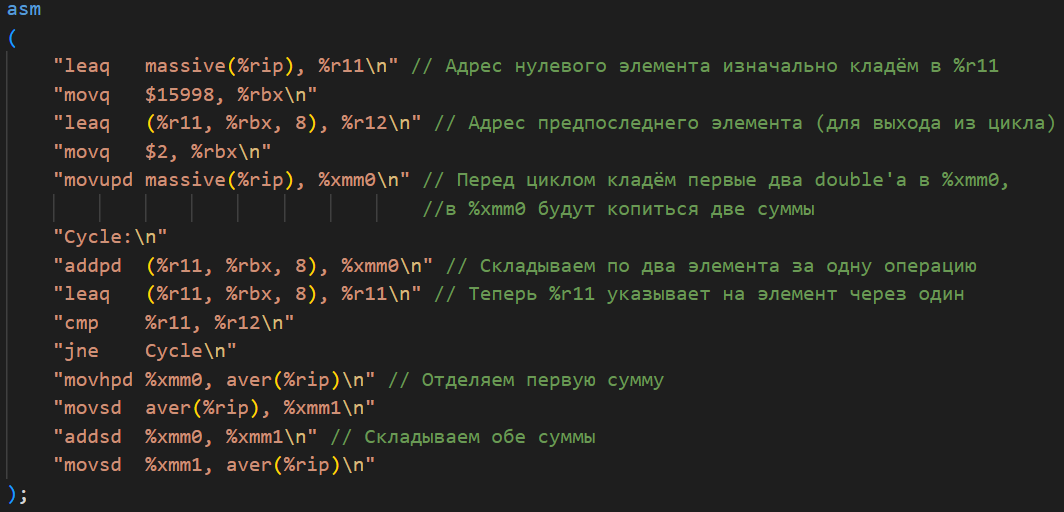 asm
(
"leaq   massive(%rip), %r11\n" // Адрес нулевого элемента изначально кладём в %r11
"movq   $15998, %rbx\n"
"leaq   (%r11, %rbx, 8), %r12\n" // Адрес предпоследнего элемента (для выхода из цикла)
"movq   $2, %rbx\n"
"movupd massive(%rip), %xmm0\n" // Перед циклом кладём первые два double'а в %xmm0,
//в %xmm0 будут копиться две суммы
"Cycle:\n"
"addpd  (%r11, %rbx, 8), %xmm0\n" // Складываем по два элемента за одну операцию
"leaq   (%r11, %rbx, 8), %r11\n" // Теперь %r11 указывает на элемент через один
"cmp    %r11, %r12\n"
"jne    Cycle\n"
"movhpd %xmm0, aver(%rip)\n" // Отделяем первую сумму
"movsd  aver(%rip), %xmm1\n"
"addsd  %xmm0, %xmm1\n" // Складываем обе суммы
"movsd  %xmm1, aver(%rip)\n"
);